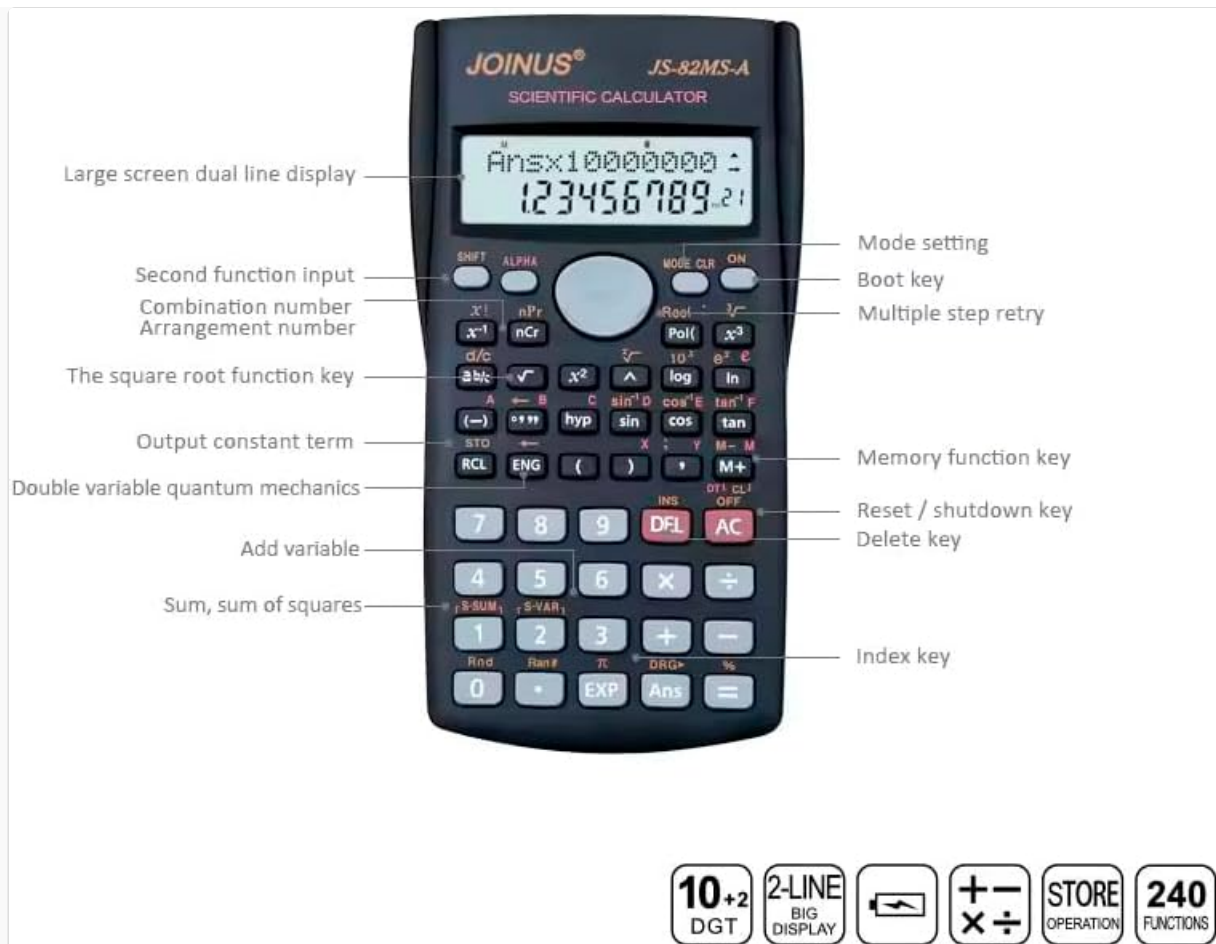 JOINUS® JS-82MS-A
SCIENTIFIC CALCULATOR
Large screen dual line display
M
Ansx10000000
1.23456789 21
Mode setting
SHIFT ALPHA MODE CLR ON
Second function input
Boot key
Combination number
Arrangement number
Multiple step retry
x! nPr ³√
x⁻¹ nCr Pol( x³
d/c 10ˣ eˣ e
The square root function key
ab/c √ x² ^ log ln
A ← B C sin⁻¹ D cos⁻¹ E tan⁻¹ F
(−) °,,, hyp sin cos tan
Output constant term
STO ← X ; Y M− M
RCL ENG ( ) , M+
Memory function key
Double variable quantum mechanics
DT CL
INS OFF
Reset / shutdown key
7 8 9 DEL AC
Delete key
Add variable
4 5 6 × ÷
Sum, sum of squares
S-SUM S-VAR
1 2 3 + −
Index key
Rnd Ran# π DRG▸ %
0 · EXP Ans =
10+2
DGT
2-LINE
BIG
DISPLAY
+ −
× ÷
STORE
OPERATION
240
FUNCTIONS